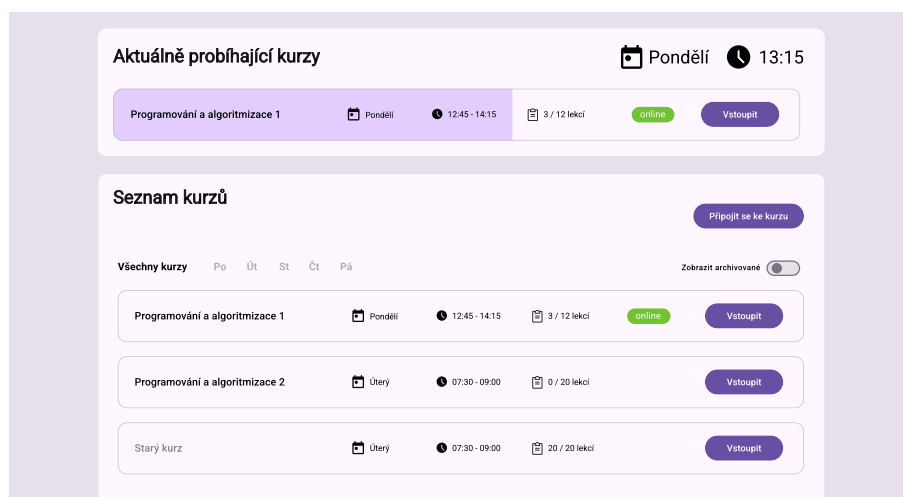 Aktuálně probíhající kurzy Pondělí 13:15
Programování a algoritmizace 1 Pondělí 12:45 - 14:15 3 / 12 lekcí online Vstoupit
Seznam kurzů
Připojit se ke kurzu
Všechny kurzy Po Út St Čt Pá Zobrazit archivované
Programování a algoritmizace 1 Pondělí 12:45 - 14:15 3 / 12 lekcí online Vstoupit
Programování a algoritmizace 2 Úterý 07:30 - 09:00 0 / 20 lekcí Vstoupit
Starý kurz Úterý 07:30 - 09:00 20 / 20 lekcí Vstoupit